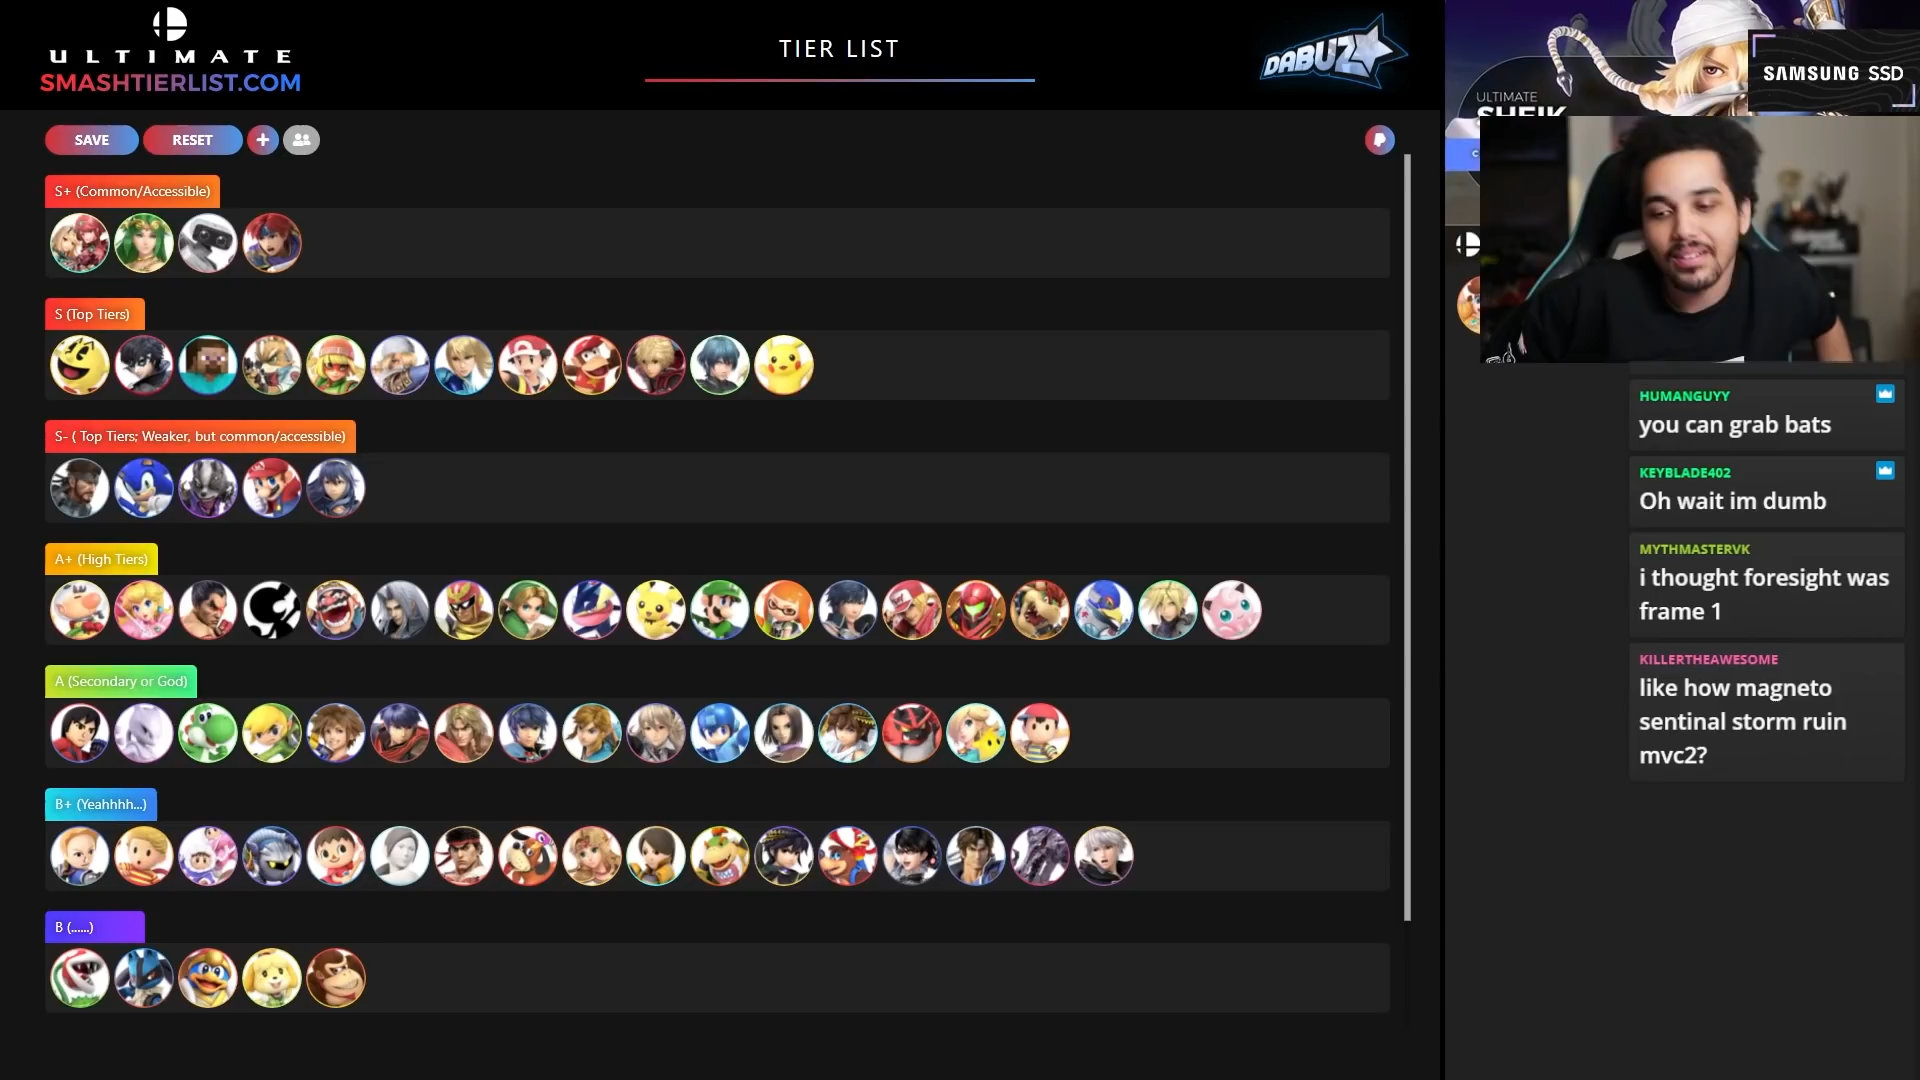 ULTIMATE
SMASHTIERLIST.COM
TIER LIST
DABUZ
SAVE
RESET
S+ (Common/Accessible)
S (Top Tiers)
S- ( Top Tiers; Weaker, but common/accessible)
A+ (High Tiers)
A (Secondary or God)
B+ (Yeahhhh...)
B (......)
ULTIMATE
SHEIK
SAMSUNG SSD
C
HUMANGUYY
you can grab bats
KEYBLADE402
Oh wait im dumb
MYTHMASTERVK
i thought foresight was
frame 1
KILLERTHEAWESOME
like how magneto
sentinal storm ruin
mvc2?